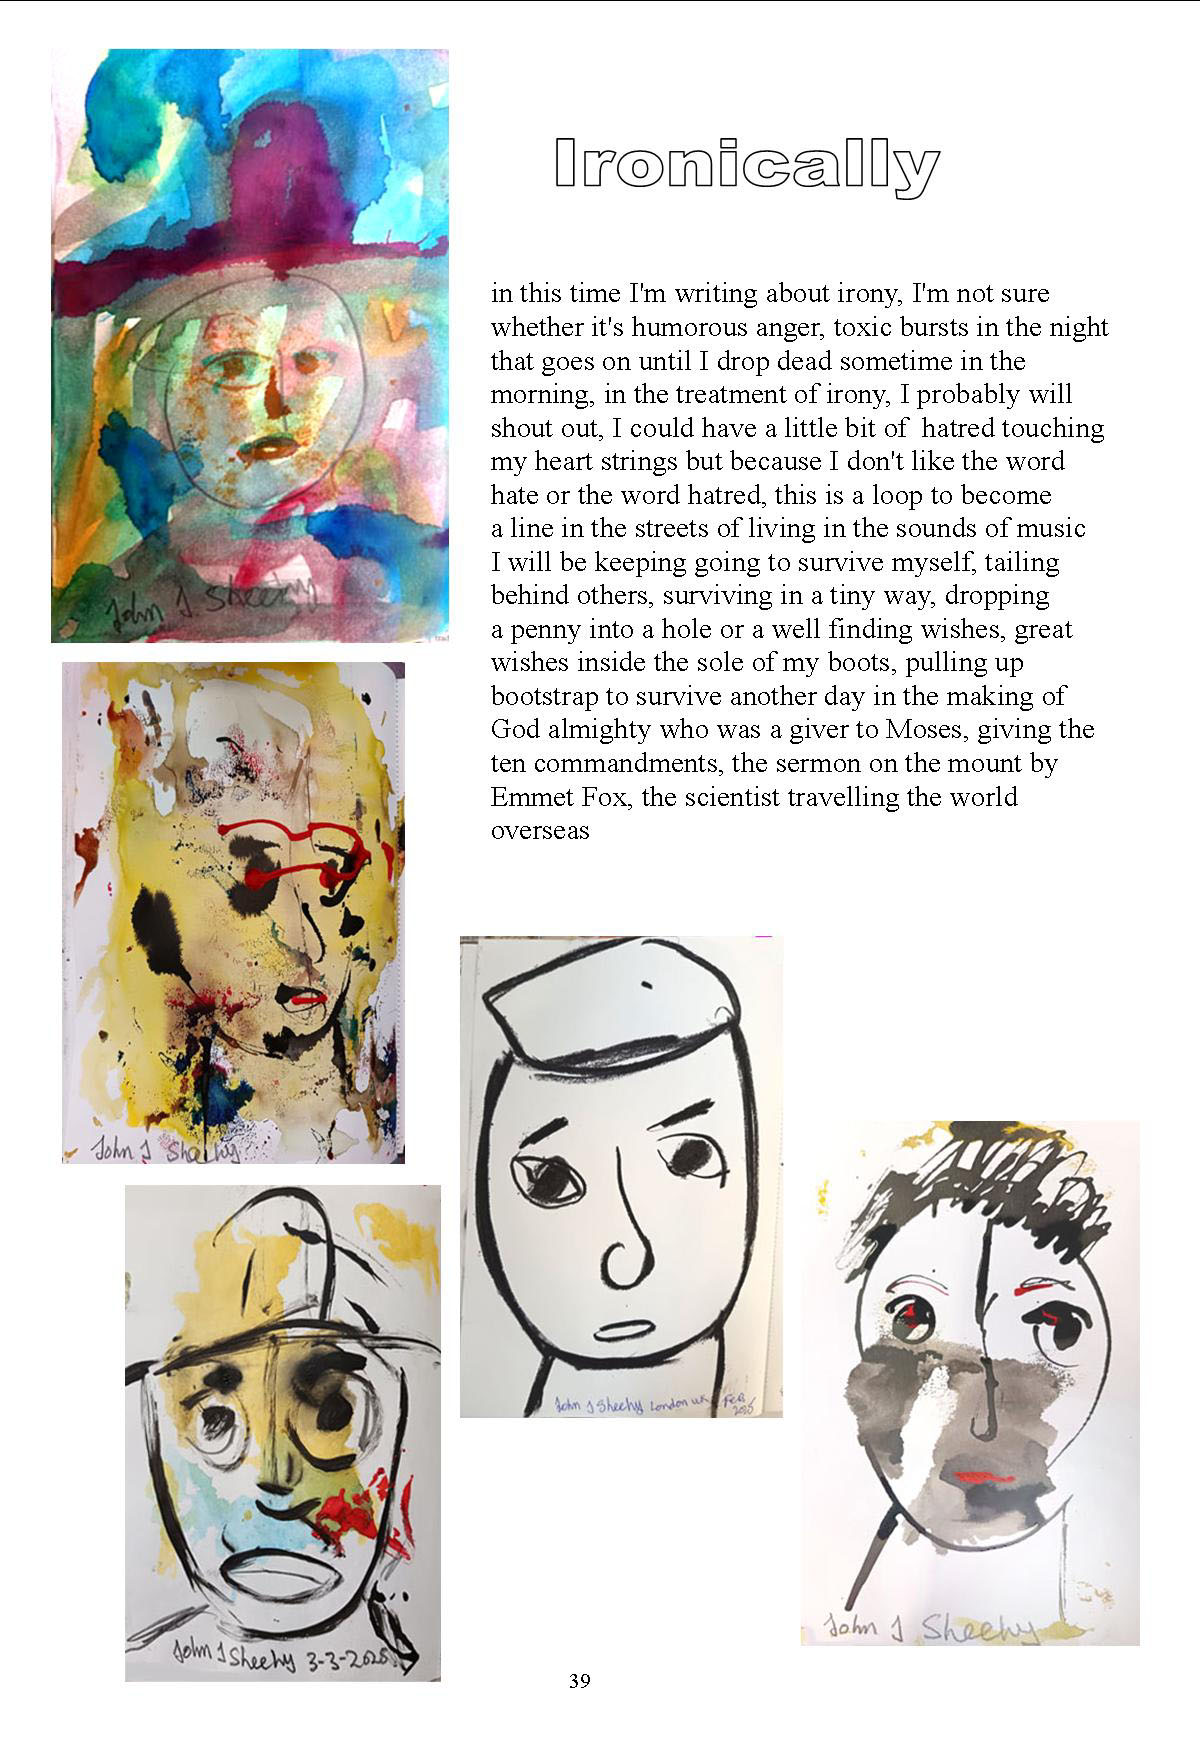 Ironically
in this time I'm writing about irony, I'm not sure
whether it's humorous anger, toxic bursts in the night
that goes on until I drop dead sometime in the
morning, in the treatment of irony, I probably will
shout out, I could have a little bit of  hatred touching
my heart strings but because I don't like the word
hate or the word hatred, this is a loop to become
a line in the streets of living in the sounds of music
I will be keeping going to survive myself, tailing
behind others, surviving in a tiny way, dropping
a penny into a hole or a well finding wishes, great
wishes inside the sole of my boots, pulling up
bootstrap to survive another day in the making of
God almighty who was a giver to Moses, giving the
ten commandments, the sermon on the mount by
Emmet Fox, the scientist travelling the world
overseas
John J Sheehy
John J Sheehy
John J Sheehy London UK Feb
2025
John J Sheehy 3-3-2025
John J Sheehy
39